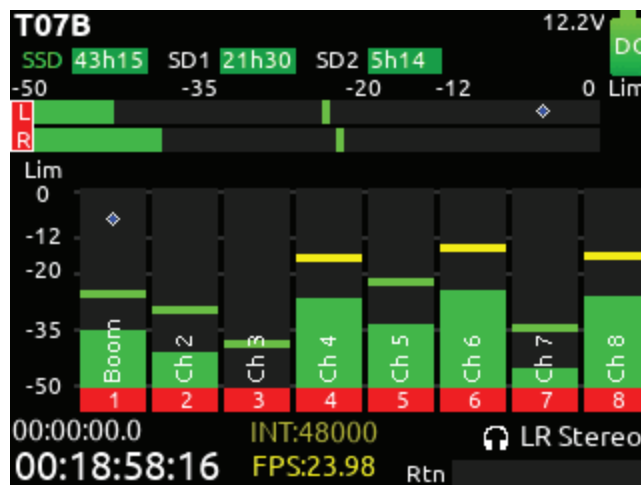 T07B 12.2V
SSD 43h15 SD1 21h30 SD2 5h14 DC
-50 -35 -20 -12 0 Lim
L
R
Lim
0
-12
-20
-35
-50
Boom Ch 2 Ch 3 Ch 4 Ch 5 Ch 6 Ch 7 Ch 8
1 2 3 4 5 6 7 8
00:00:00.0 INT:48000 LR Stereo
00:18:58:16 FPS:23.98 Rtn